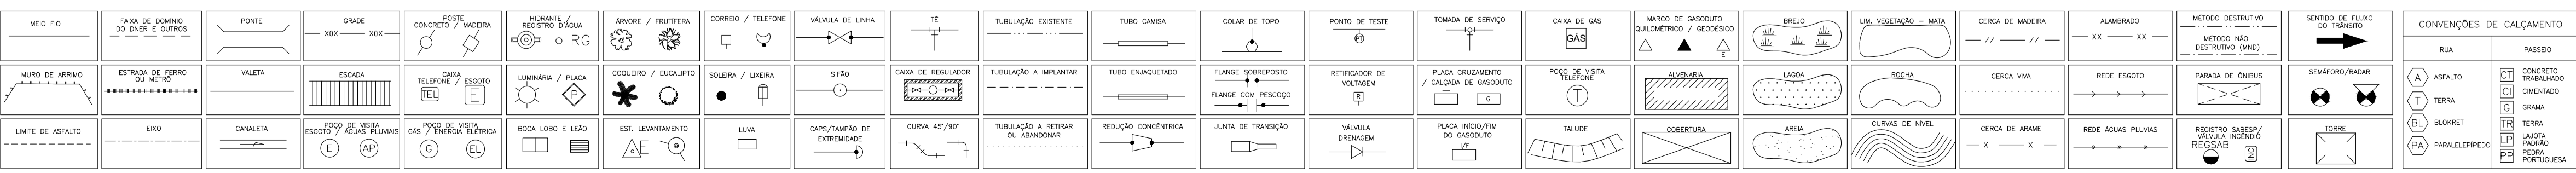 MEIO FIO
FAIXA DE DOMÍNIO
DO DNER E OUTROS
PONTE
GRADE
XOX XOX
POSTE
CONCRETO / MADEIRA
HIDRANTE /
REGISTRO D'ÁGUA
RG
ÁRVORE / FRUTÍFERA
CORREIO / TELEFONE
VÁLVULA DE LINHA
TÊ
TUBULAÇÃO EXISTENTE
TUBO CAMISA
COLAR DE TOPO
PONTO DE TESTE
PT
TOMADA DE SERVIÇO
CAIXA DE GÁS
GÁS
MARCO DE GASODUTO
QUILOMÉTRICO / GEODÉSICO
E
BREJO
LIM. VEGETAÇÃO – MATA
CERCA DE MADEIRA
// //
ALAMBRADO
XX XX
MÉTODO DESTRUTIVO
MÉTODO NÃO
DESTRUTIVO (MND)
SENTIDO DE FLUXO
DO TRÂNSITO
MURO DE ARRIMO
ESTRADA DE FERRO
OU METRÔ
VALETA
ESCADA
CAIXA
TELEFONE / ESGOTO
TEL E
LUMINÁRIA / PLACA
P
COQUEIRO / EUCALIPTO
SOLEIRA / LIXEIRA
SIFÃO
CAIXA DE REGULADOR
TUBULAÇÃO A IMPLANTAR
TUBO ENJAQUETADO
FLANGE SOBREPOSTO
FLANGE COM PESCOÇO
RETIFICADOR DE
VOLTAGEM
R
PLACA CRUZAMENTO
/ CALÇADA DE GASODUTO
G
POÇO DE VISITA
TELEFONE
T
ALVENARIA
LAGOA
ROCHA
CERCA VIVA
REDE ESGOTO
PARADA DE ÔNIBUS
SEMÁFORO/RADAR
LIMITE DE ASFALTO
EIXO
CANALETA
POÇO DE VISITA
ESGOTO / ÁGUAS PLUVIAIS
E AP
POÇO DE VISITA
GÁS / ENERGIA ELÉTRICA
G EL
BOCA LOBO E LEÃO
EST. LEVANTAMENTO
E
LUVA
CAPS/TAMPÃO DE
EXTREMIDADE
CURVA 45°/90°
TUBULAÇÃO A RETIRAR
OU ABANDONAR
REDUÇÃO CONCÊNTRICA
JUNTA DE TRANSIÇÃO
VÁLVULA
DRENAGEM
PLACA INÍCIO/FIM
DO GASODUTO
I/F
TALUDE
COBERTURA
AREIA
CURVAS DE NÍVEL
CERCA DE ARAME
X X
REDE ÁGUAS PLUVIAS
REGISTRO SABESP/
VÁLVULA INCÊNDIO
REGSAB
INC
TORRE
CONVENÇÕES DE CALÇAMENTO
RUA
A ASFALTO
T TERRA
BL BLOKRET
PA PARALELEPÍPEDO
PASSEIO
CT CONCRETO
TRABALHADO
CI CIMENTADO
G GRAMA
TR TERRA
LP LAJOTA
PADRÃO
PP PEDRA
PORTUGUESA